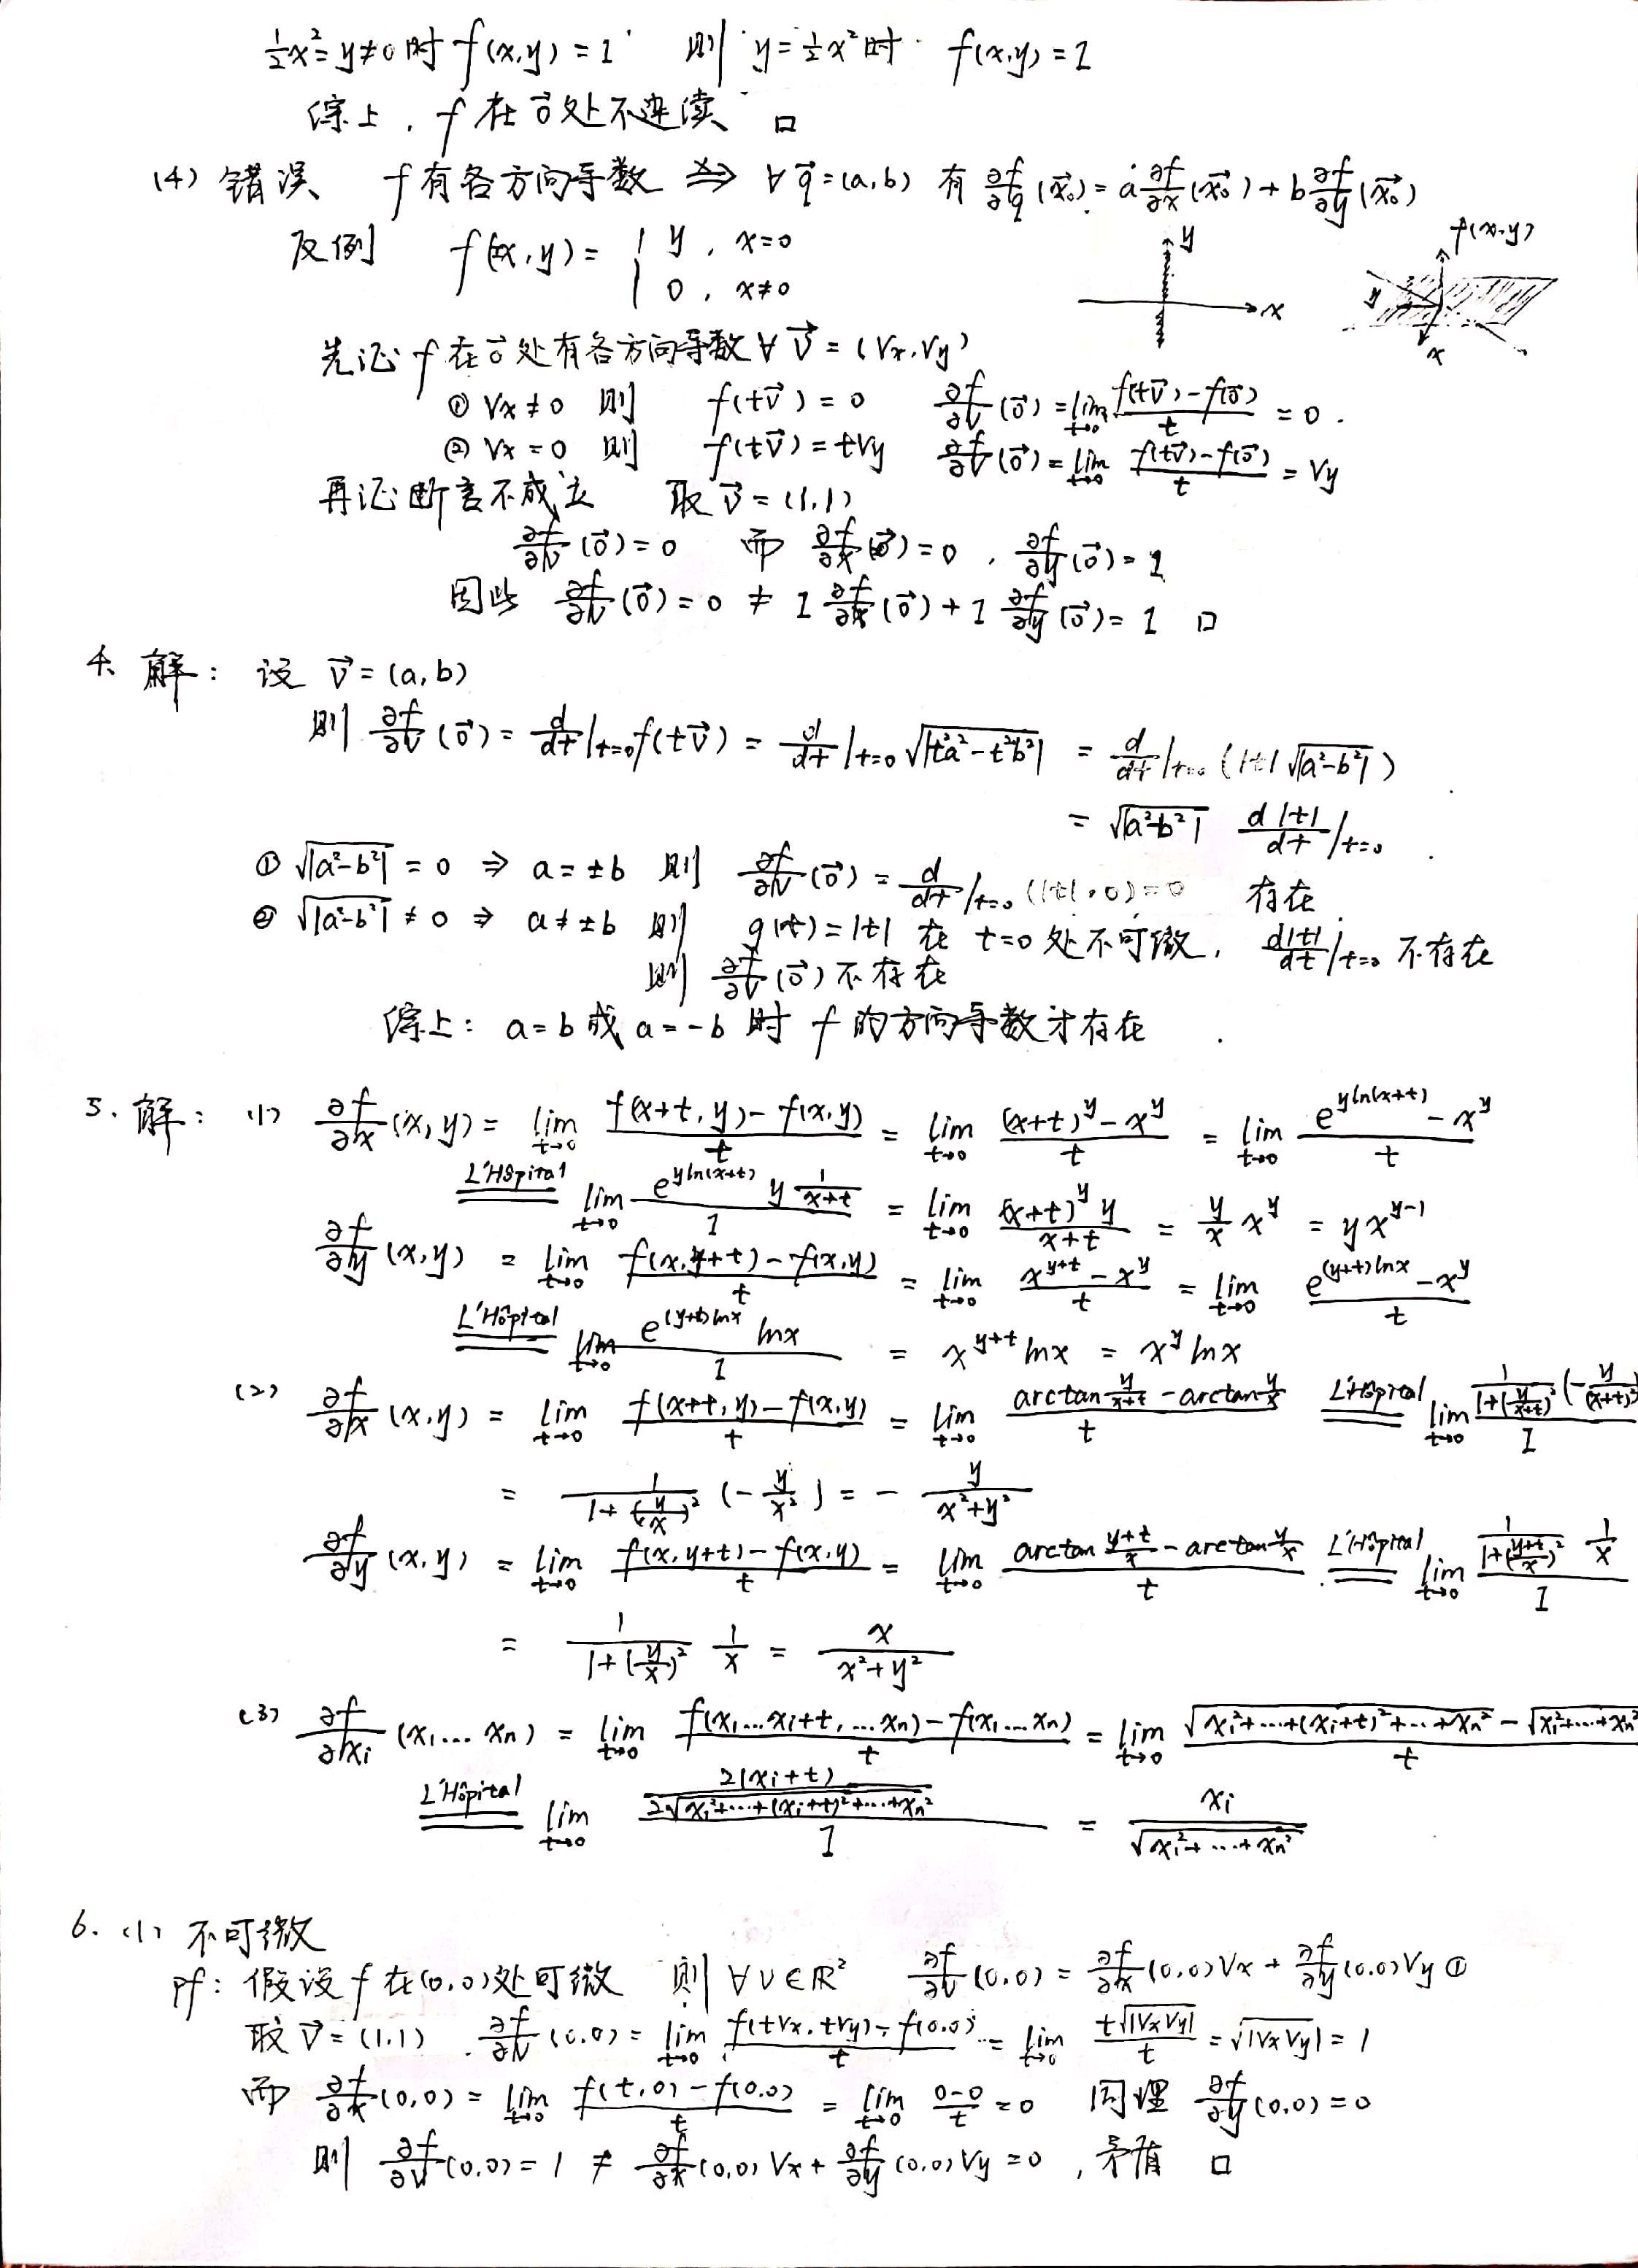 ½x²=y≠0时 f(x,y)=1 则 y=½x²时 f(x,y)=1
综上，f 在 0⃗ 处不连续 □
(4) 错误 f有各方向导数 ⇏ ∀q⃗=(a,b) 有 ∂f/∂q (x⃗₀)= a ∂f/∂x (x⃗₀) + b ∂f/∂y (x⃗₀)
反例 f(x,y)= { y, x=0
0, x≠0
y x
f(x,y) y x
先证 f 在 0⃗ 处有各方向导数 ∀ V⃗=(Vx,Vy)
① Vx≠0 则 f(tV⃗)=0 ∂f/∂V (0⃗)=lim_{t→0} (f(tV⃗)-f(0⃗))/t = 0.
② Vx=0 则 f(tV⃗)=tVy ∂f/∂V (0⃗)=lim_{t→0} (f(tV⃗)-f(0⃗))/t = Vy
再证断言不成立 取 V⃗=(1,1)
∂f/∂V (0⃗)=0 而 ∂f/∂x (0⃗)=0, ∂f/∂y (0⃗)=1
因此 ∂f/∂V (0⃗)=0 ≠ 1 ∂f/∂x (0⃗) + 1 ∂f/∂y (0⃗)=1 □
4. 解：设 V⃗=(a,b)
则 ∂f/∂V (0⃗) = d/dt|t=0 f(tV⃗) = d/dt|t=0 √|t²a²-t²b²| = d/dt|t=0 (|t|√|a²-b²|)
= √|a²-b²| d|t|/dt|t=0
① √|a²-b²| = 0 ⇒ a=±b 则 ∂f/∂V (0⃗) = d/dt|t=0 (|t|·0)=0 存在
② √|a²-b²| ≠ 0 ⇒ a≠±b 则 g(t)=|t| 在 t=0 处不可微, d|t|/dt|t=0 不存在
则 ∂f/∂V (0⃗) 不存在
综上：a=b 或 a=-b 时 f 的方向导数才存在
5. 解：(1) ∂f/∂x (x,y) = lim_{t→0} (f(x+t,y)-f(x,y))/t = lim_{t→0} ((x+t)^y - x^y)/t = lim_{t→0} (e^{yln(x+t)} - x^y)/t
L'Hôpital lim_{t→0} (e^{yln(x+t)} y 1/(x+t))/1 = lim_{t→0} ((x+t)^y y)/(x+t) = y/x x^y = yx^{y-1}
∂f/∂y (x,y) = lim_{t→0} (f(x,y+t)-f(x,y))/t = lim_{t→0} (x^{y+t} - x^y)/t = lim_{t→0} (e^{(y+t)lnx} - x^y)/t
L'Hôpital lim_{t→0} (e^{(y+t)lnx} lnx)/1 = x^{y+t} lnx = x^y lnx
(2) ∂f/∂x (x,y) = lim_{t→0} (f(x+t,y)-f(x,y))/t = lim_{t→0} (arctan y/(x+t) - arctan y/x)/t L'Hôpital lim_{t→0} (1/(1+(y/(x+t))²) (-y/(x+t)²))/1
= 1/(1+(y/x)²) (-y/x²) = - y/(x²+y²)
∂f/∂y (x,y) = lim_{t→0} (f(x,y+t)-f(x,y))/t = lim_{t→0} (arctan (y+t)/x - arctan y/x)/t L'Hôpital lim_{t→0} (1/(1+((y+t)/x)²) 1/x)/1
= 1/(1+(y/x)²) 1/x = x/(x²+y²)
(3) ∂f/∂xi (x₁...xn) = lim_{t→0} (f(x₁...xi+t,...xn)-f(x₁...xn))/t = lim_{t→0} (√(x₁²+...+(xi+t)²+...+xn²) - √(x₁²+...+xn²))/t
L'Hôpital lim_{t→0} (2(xi+t)/(2√(x₁²+...+(xi+t)²+...+xn²)))/1 = xi/√(x₁²+...+xn²)
6. (1) 不可微
pf: 假设 f 在(0,0)处可微 则 ∀V∈ℝ² ∂f/∂V (0,0) = ∂f/∂x (0,0)Vx + ∂f/∂y (0,0)Vy ①
取 V⃗=(1,1) ∂f/∂V (0,0) = lim_{t→0} (f(tVx,tVy)-f(0,0))/t = lim_{t→0} (t√|VxVy|)/t = √|VxVy| = 1
而 ∂f/∂x (0,0) = lim_{t→0} (f(t,0)-f(0,0))/t = lim_{t→0} (0-0)/t = 0 同理 ∂f/∂y (0,0)=0
则 ∂f/∂V (0,0)=1 ≠ ∂f/∂x (0,0)Vx + ∂f/∂y (0,0)Vy=0, 矛盾 □